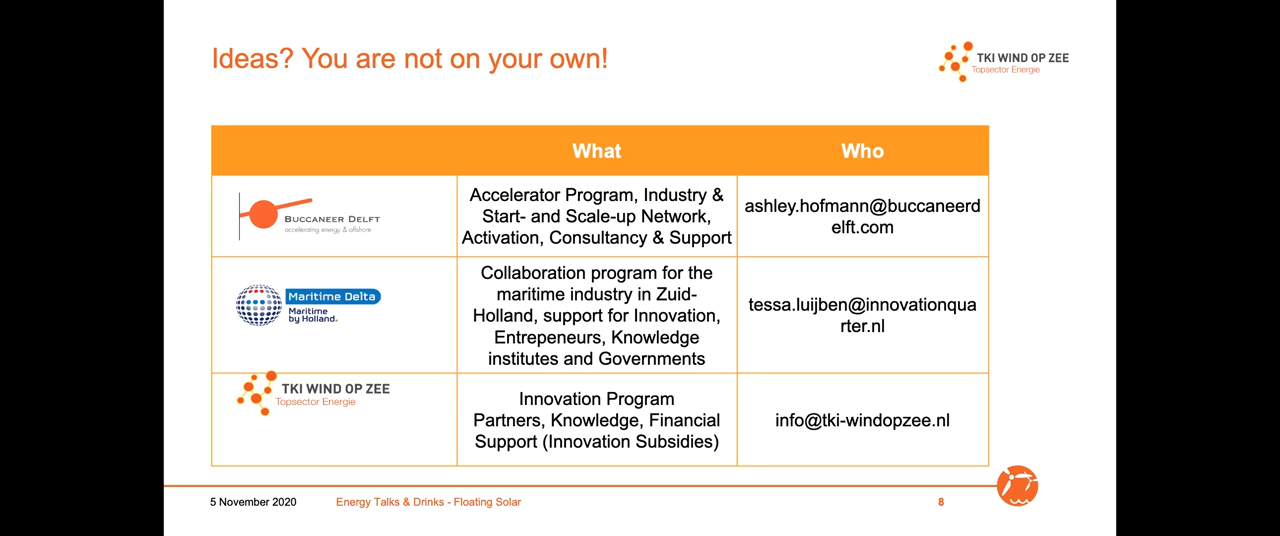 Ideas? You are not on your own!
TKI WIND OP ZEE
Topsector Energie
What
Who
BUCCANEER DELFT
accelerating energy & offshore
Accelerator Program, Industry &
Start- and Scale-up Network,
Activation, Consultancy & Support
ashley.hofmann@buccaneerd
elft.com
Maritime Delta
Maritime
by Holland.
Collaboration program for the
maritime industry in Zuid-
Holland, support for Innovation,
Entrepeneurs, Knowledge
institutes and Governments
tessa.luijben@innovationqua
rter.nl
TKI WIND OP ZEE
Topsector Energie
Innovation Program
Partners, Knowledge, Financial
Support (Innovation Subsidies)
info@tki-windopzee.nl
5 November 2020
Energy Talks & Drinks - Floating Solar
8